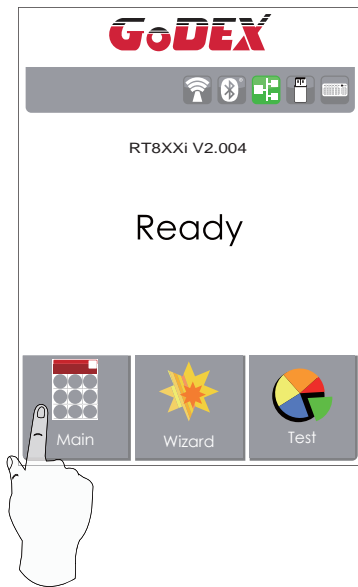 GoDEX
RT8XXi V2.004
Ready
Main
Wizard
Test